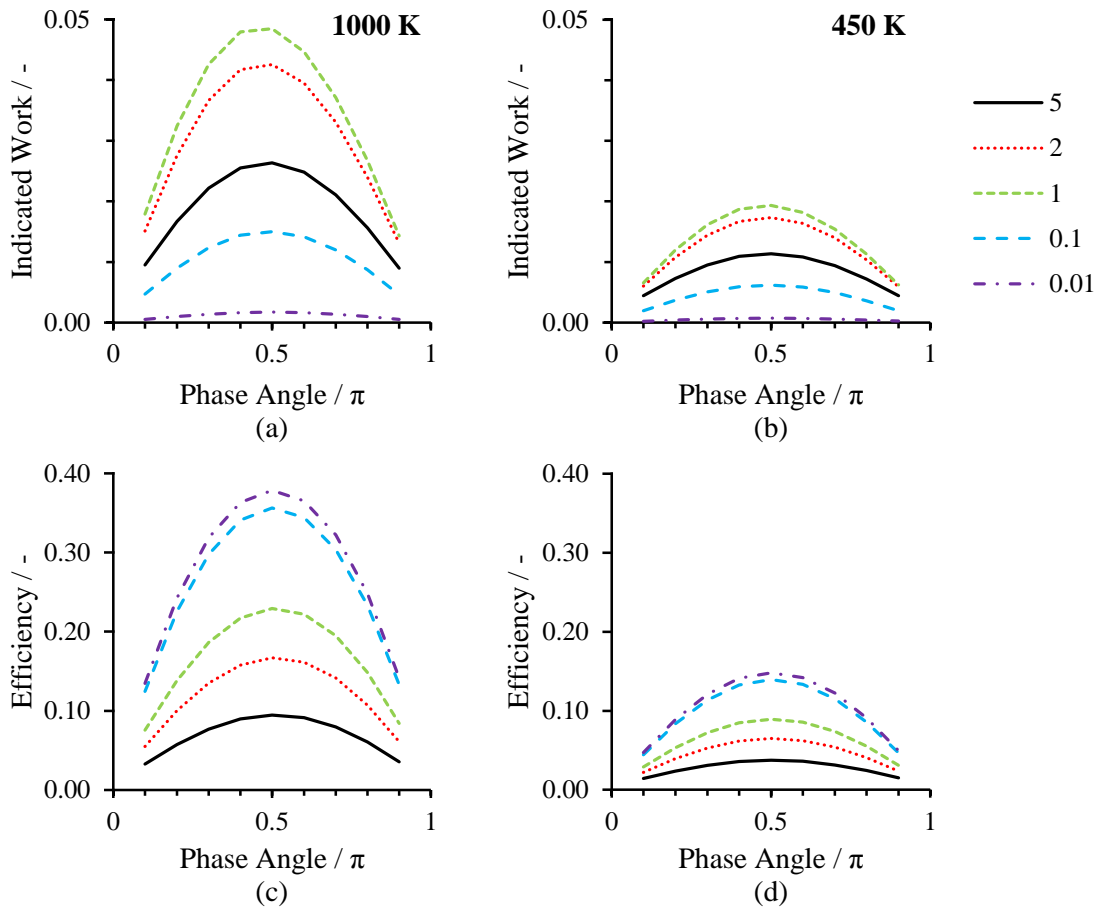 1000 K
0.05
0.00
Indicated Work / -
0
0.5
1
Phase Angle / π
(a)
450 K
0.05
0.00
Indicated Work / -
0
0.5
1
Phase Angle / π
(b)
5
2
1
0.1
0.01
0.40
0.30
0.20
0.10
0.00
Efficiency / -
0
0.5
1
Phase Angle / π
(c)
0.40
0.30
0.20
0.10
0.00
Efficiency / -
0
0.5
1
Phase Angle / π
(d)